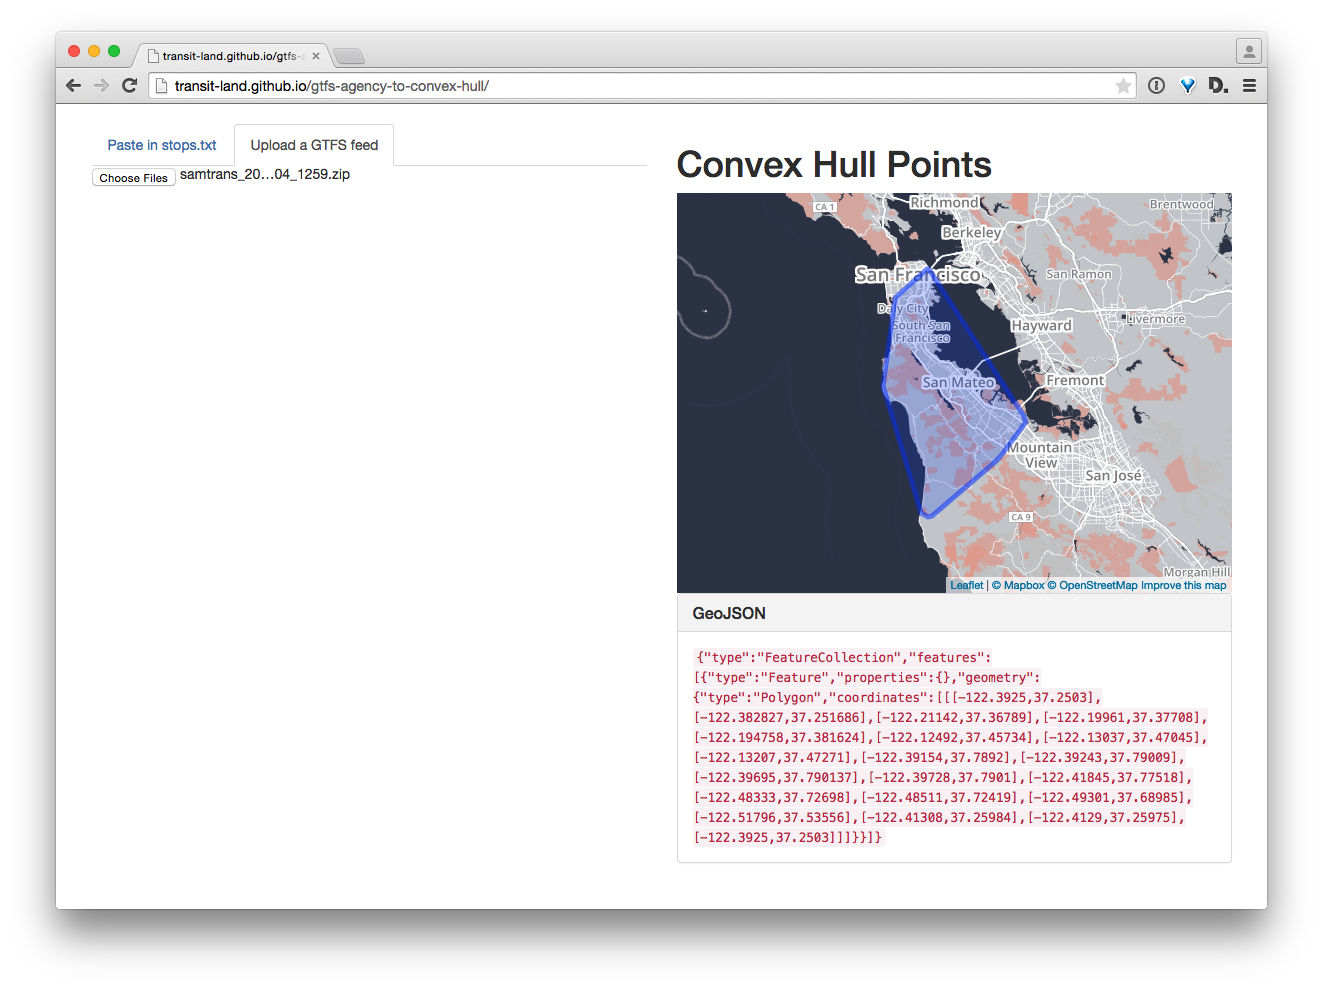 transit-land.github.io/gtfs-a
transit-land.github.io/gtfs-agency-to-convex-hull/
D.
Paste in stops.txt
Upload a GTFS feed
Choose Files samtrans_20...04_1259.zip
Convex Hull Points
CA 1
Richmond
Brentwood
Berkeley
San Francisco
San Ramon
Daly City
South San
Francisco
Hayward
Livermore
San Mateo
Fremont
Mountain
View
San José
CA 9
Morgan Hill
Leaflet | © Mapbox © OpenStreetMap Improve this map
GeoJSON
{"type":"FeatureCollection","features":
[{"type":"Feature","properties":{},"geometry":
{"type":"Polygon","coordinates":[[[-122.3925,37.2503],
[-122.382827,37.251686],[-122.21142,37.36789],[-122.19961,37.37708],
[-122.194758,37.381624],[-122.12492,37.45734],[-122.13037,37.47045],
[-122.13207,37.47271],[-122.39154,37.7892],[-122.39243,37.79009],
[-122.39695,37.790137],[-122.39728,37.7901],[-122.41845,37.77518],
[-122.48333,37.72698],[-122.48511,37.72419],[-122.49301,37.68985],
[-122.51796,37.53556],[-122.41308,37.25984],[-122.4129,37.25975],
[-122.3925,37.2503]]]}}]}